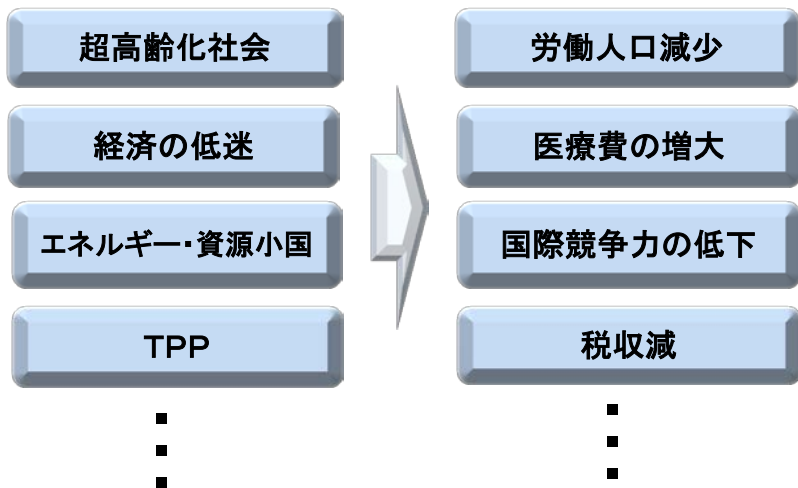 超高齢化社会
経済の低迷
エネルギー・資源小国
TPP
労働人口減少
医療費の増大
国際競争力の低下
税収減